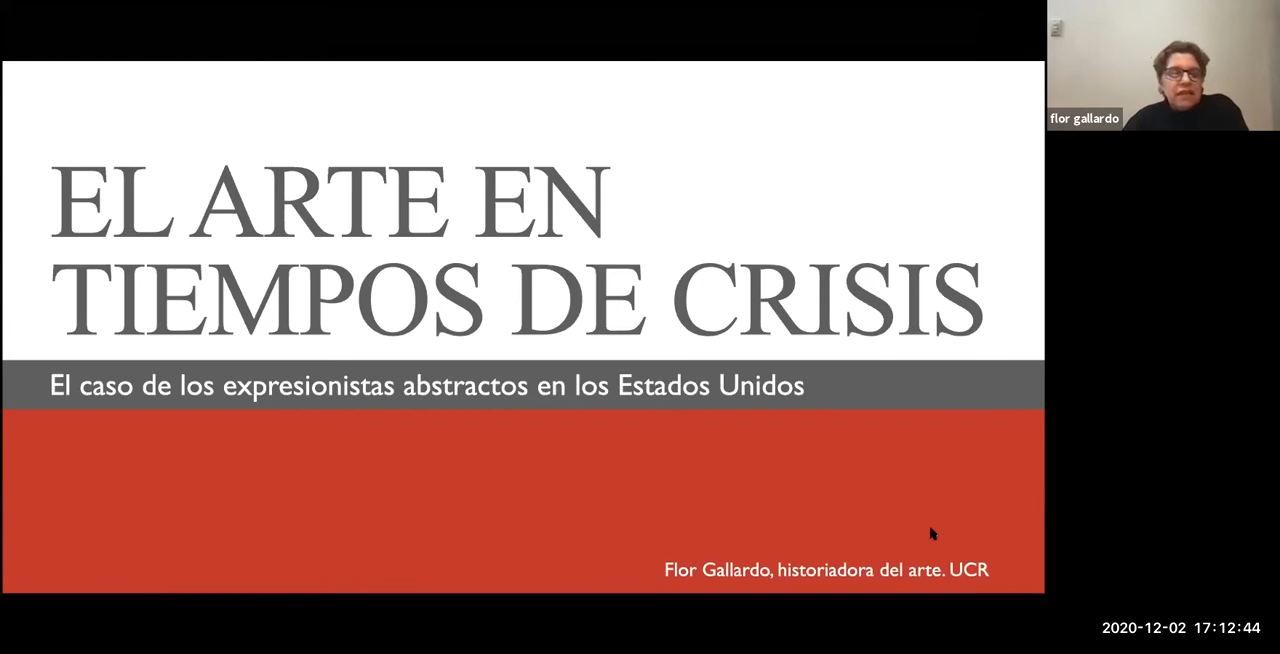 flor gallardo
EL ARTE EN
TIEMPOS DE CRISIS
El caso de los expresionistas abstractos en los Estados Unidos
Flor Gallardo, historiadora del arte. UCR
2020-12-02 17:12:44